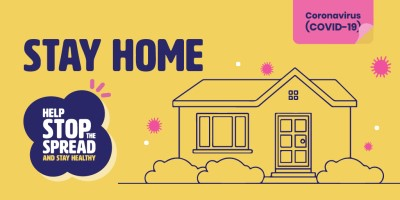 Coronavirus
(COVID-19)
STAY HOME
HELP
STOP THE
SPREAD
AND STAY HEALTHY